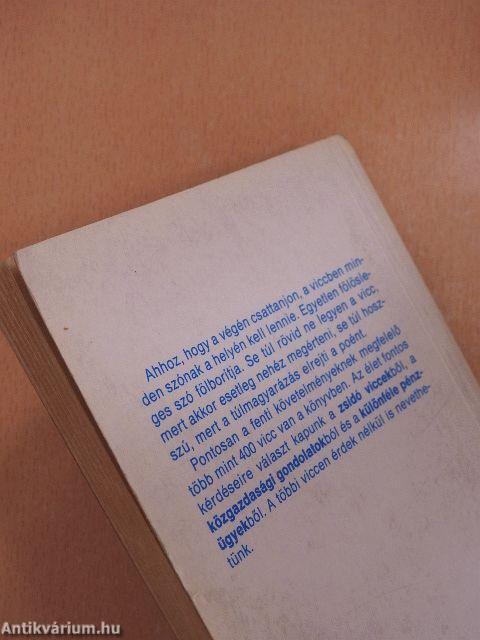 Ahhoz, hogy a végén csattanjon, a viccben min-
den szónak a helyén kell lennie. Egyetlen fölösle-
ges szó fölborítja. Se túl rövid ne legyen a vicc,
mert akkor esetleg nehéz megérteni, se túl hosz-
szú, mert a túlmagyarázás elrejti a poént.
Pontosan a fenti követelményeknek megfelelő
több mint 400 vicc van a könyvben. Az élet fontos
kérdéseire választ kapunk a zsidó viccekből, a
közgazdasági gondolatokból és a különféle pénz-
ügyekből. A többi viccen érdek nélkül is nevethe-
tünk.
Antikvárium.hu